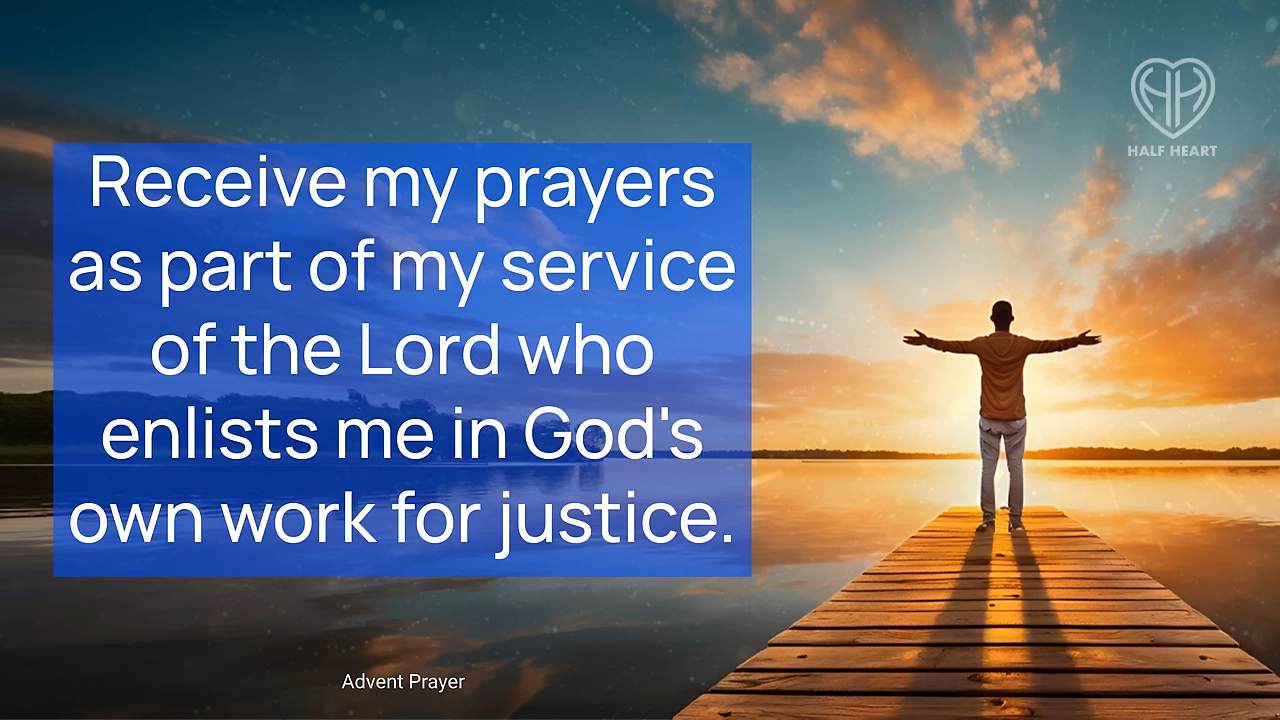 HALF HEART
Receive my prayers
as part of my service
of the Lord who
enlists me in God's
own work for justice.
Advent Prayer